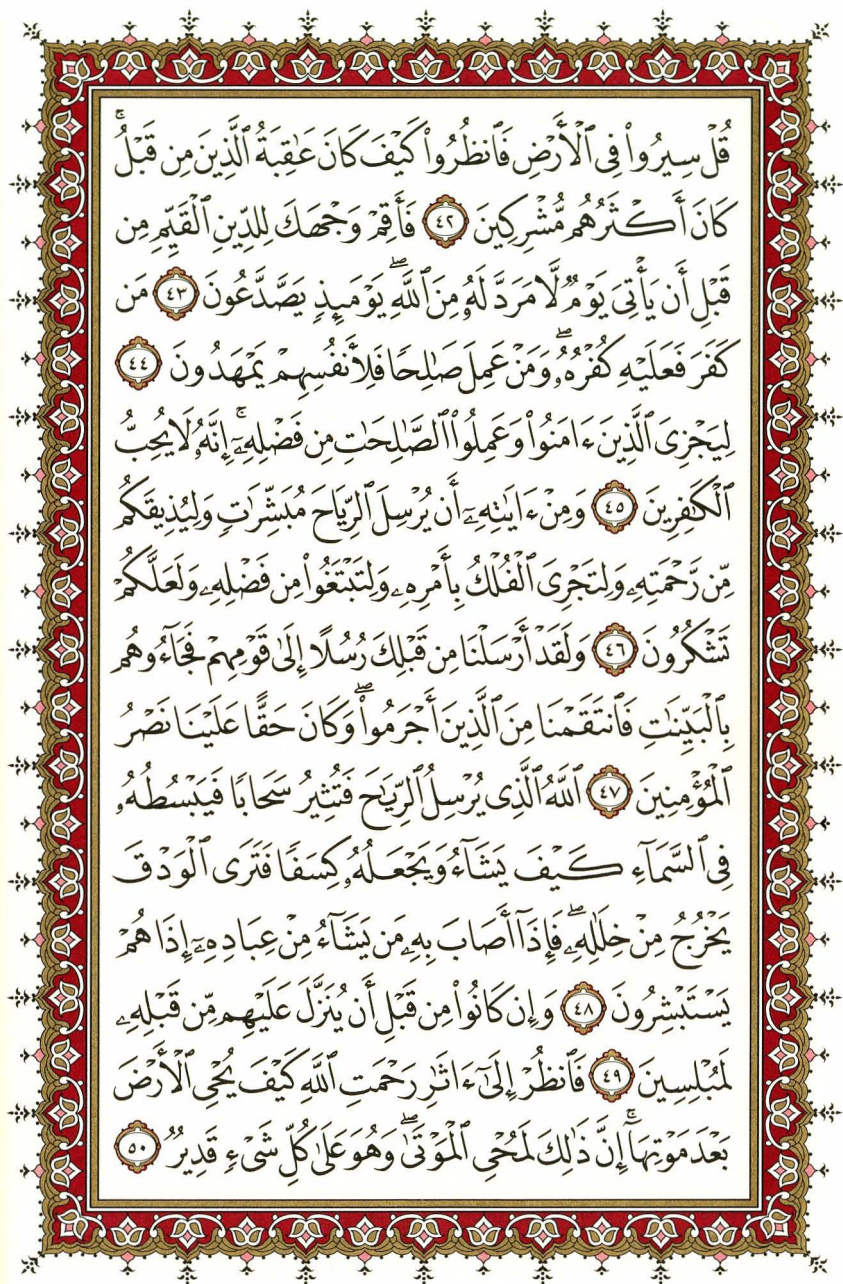 قُلۡ سِيرُواْ فِي ٱلۡأَرۡضِ فَٱنظُرُواْ كَيۡفَ كَانَ عَٰقِبَةُ ٱلَّذِينَ مِن قَبۡلُۚ
كَانَ أَكۡثَرُهُم مُّشۡرِكِينَ ٤٢ فَأَقِمۡ وَجۡهَكَ لِلدِّينِ ٱلۡقَيِّمِ مِن
قَبۡلِ أَن يَأۡتِيَ يَوۡمٞ لَّا مَرَدَّ لَهُۥ مِنَ ٱللَّهِۖ يَوۡمَئِذٖ يَصَّدَّعُونَ ٤٣ مَن
كَفَرَ فَعَلَيۡهِ كُفۡرُهُۥۖ وَمَنۡ عَمِلَ صَٰلِحٗا فَلِأَنفُسِهِمۡ يَمۡهَدُونَ ٤٤
لِيَجۡزِيَ ٱلَّذِينَ ءَامَنُواْ وَعَمِلُواْ ٱلصَّٰلِحَٰتِ مِن فَضۡلِهِۦٓۚ إِنَّهُۥ لَا يُحِبُّ
ٱلۡكَٰفِرِينَ ٤٥ وَمِنۡ ءَايَٰتِهِۦٓ أَن يُرۡسِلَ ٱلرِّيَاحَ مُبَشِّرَٰتٖ وَلِيُذِيقَكُم
مِّن رَّحۡمَتِهِۦ وَلِتَجۡرِيَ ٱلۡفُلۡكُ بِأَمۡرِهِۦ وَلِتَبۡتَغُواْ مِن فَضۡلِهِۦ وَلَعَلَّكُمۡ
تَشۡكُرُونَ ٤٦ وَلَقَدۡ أَرۡسَلۡنَا مِن قَبۡلِكَ رُسُلًا إِلَىٰ قَوۡمِهِمۡ فَجَآءُوهُم
بِٱلۡبَيِّنَٰتِ فَٱنتَقَمۡنَا مِنَ ٱلَّذِينَ أَجۡرَمُواْۖ وَكَانَ حَقًّا عَلَيۡنَا نَصۡرُ
ٱلۡمُؤۡمِنِينَ ٤٧ ٱللَّهُ ٱلَّذِي يُرۡسِلُ ٱلرِّيَٰحَ فَتُثِيرُ سَحَابٗا فَيَبۡسُطُهُۥ
فِي ٱلسَّمَآءِ كَيۡفَ يَشَآءُ وَيَجۡعَلُهُۥ كِسَفٗا فَتَرَى ٱلۡوَدۡقَ
يَخۡرُجُ مِنۡ خِلَٰلِهِۦۖ فَإِذَآ أَصَابَ بِهِۦ مَن يَشَآءُ مِنۡ عِبَادِهِۦٓ إِذَا هُمۡ
يَسۡتَبۡشِرُونَ ٤٨ وَإِن كَانُواْ مِن قَبۡلِ أَن يُنَزَّلَ عَلَيۡهِم مِّن قَبۡلِهِۦ
لَمُبۡلِسِينَ ٤٩ فَٱنظُرۡ إِلَىٰٓ ءَاثَٰرِ رَحۡمَتِ ٱللَّهِ كَيۡفَ يُحۡيِ ٱلۡأَرۡضَ
بَعۡدَ مَوۡتِهَآۚ إِنَّ ذَٰلِكَ لَمُحۡيِ ٱلۡمَوۡتَىٰۖ وَهُوَ عَلَىٰ كُلِّ شَيۡءٖ قَدِيرٞ ٥٠